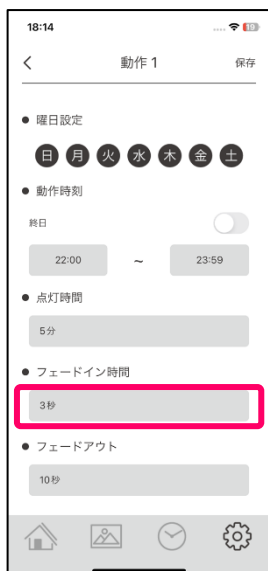 18:14
19
動作 1
保存
曜日設定
日 月 火 水 木 金 土
動作時刻
終日
22:00 ~ 23:59
点灯時間
5分
フェードイン時間
3秒
フェードアウト
10秒